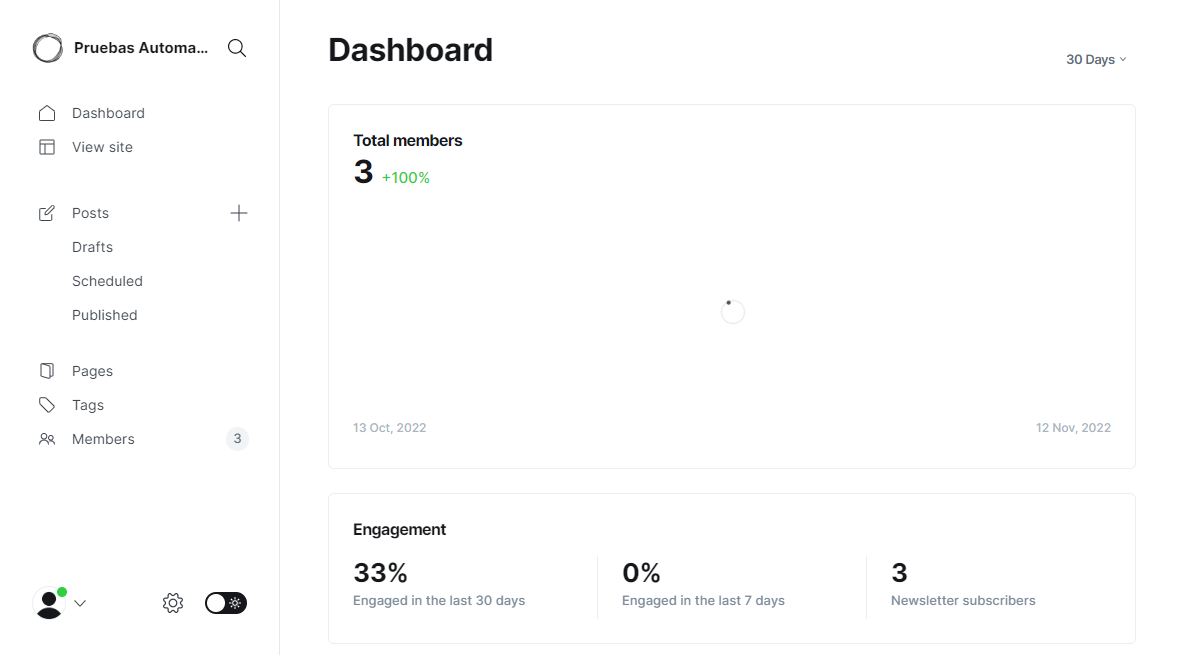 Pruebas Automa...
Dashboard
View site
Posts
Drafts
Scheduled
Published
Pages
Tags
Members 3
Dashboard
30 Days
Total members
3 +100%
13 Oct, 2022 12 Nov, 2022
Engagement
33% 0% 3
Engaged in the last 30 days Engaged in the last 7 days Newsletter subscribers